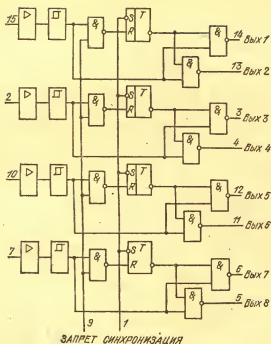 15 ▷ & S T R & 14 Вых 1
& 13 Вых 2
2 ▷ & S T R & 3 Вых 3
& 4 Вых 4
10 ▷ & S T R & 12 Вых 5
& 11 Вых 6
7 ▷ & S T R & 6 Вых 7
& 5 Вых 8
9 1
ЗАПРЕТ СИНХРОНИЗАЦИЯ